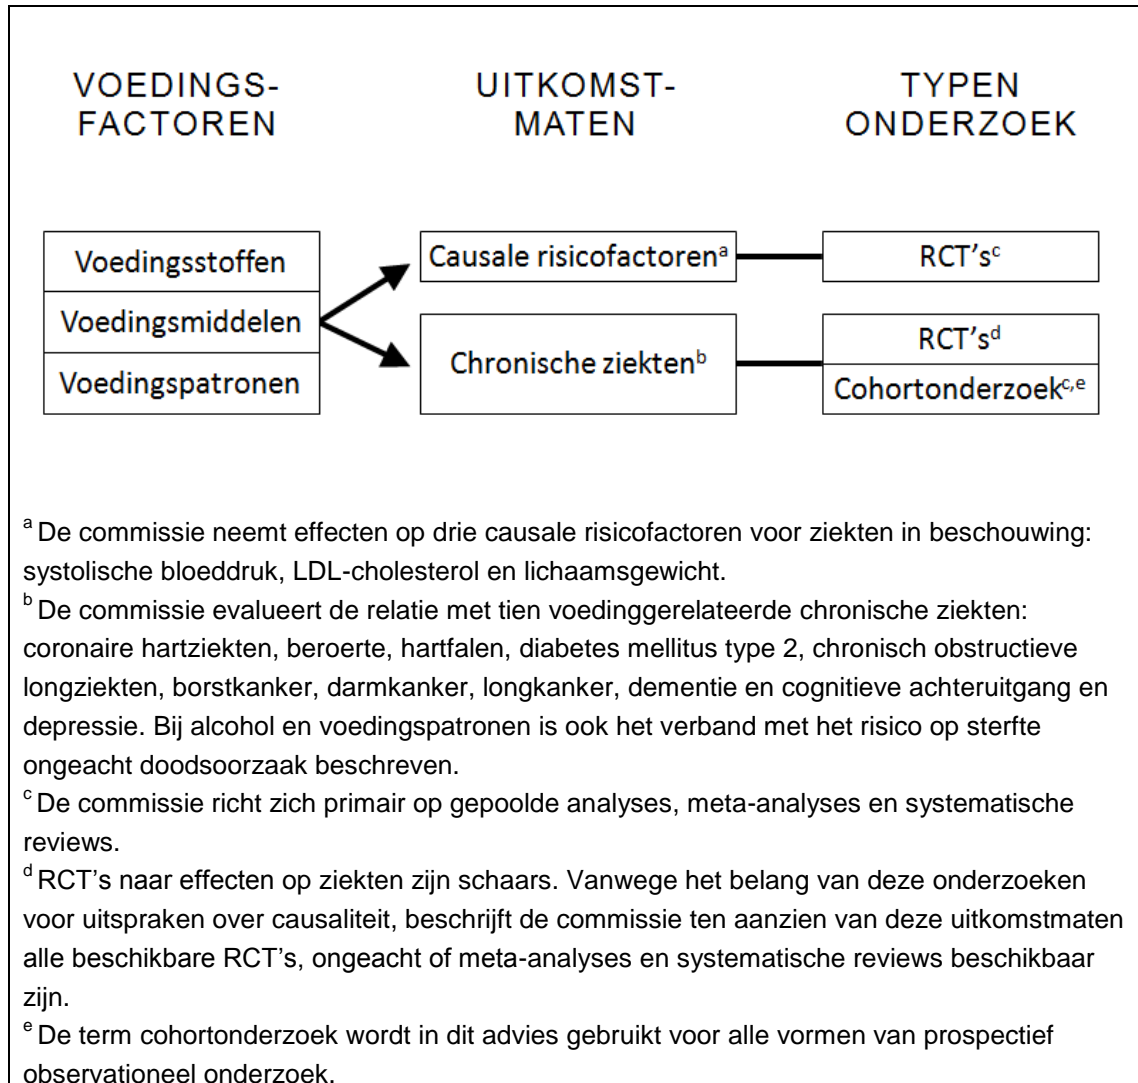 VOEDINGS-
FACTOREN
UITKOMST-
MATEN
TYPEN
ONDERZOEK
Voedingsstoffen
Voedingsmiddelen
Voedingspatronen
Causale risicofactoren^a
Chronische ziekten^b
RCT’s^c
RCT’s^d
Cohortonderzoek^c,e
^a De commissie neemt effecten op drie causale risicofactoren voor ziekten in beschouwing:
systolische bloeddruk, LDL-cholesterol en lichaamsgewicht.
^b De commissie evalueert de relatie met tien voedinggerelateerde chronische ziekten:
coronaire hartziekten, beroerte, hartfalen, diabetes mellitus type 2, chronisch obstructieve
longziekten, borstkanker, darmkanker, longkanker, dementie en cognitieve achteruitgang en
depressie. Bij alcohol en voedingspatronen is ook het verband met het risico op sterfte
ongeacht doodsoorzaak beschreven.
^c De commissie richt zich primair op gepoolde analyses, meta-analyses en systematische
reviews.
^d RCT’s naar effecten op ziekten zijn schaars. Vanwege het belang van deze onderzoeken
voor uitspraken over causaliteit, beschrijft de commissie ten aanzien van deze uitkomstmaten
alle beschikbare RCT’s, ongeacht of meta-analyses en systematische reviews beschikbaar
zijn.
^e De term cohortonderzoek wordt in dit advies gebruikt voor alle vormen van prospectief
observationeel onderzoek.